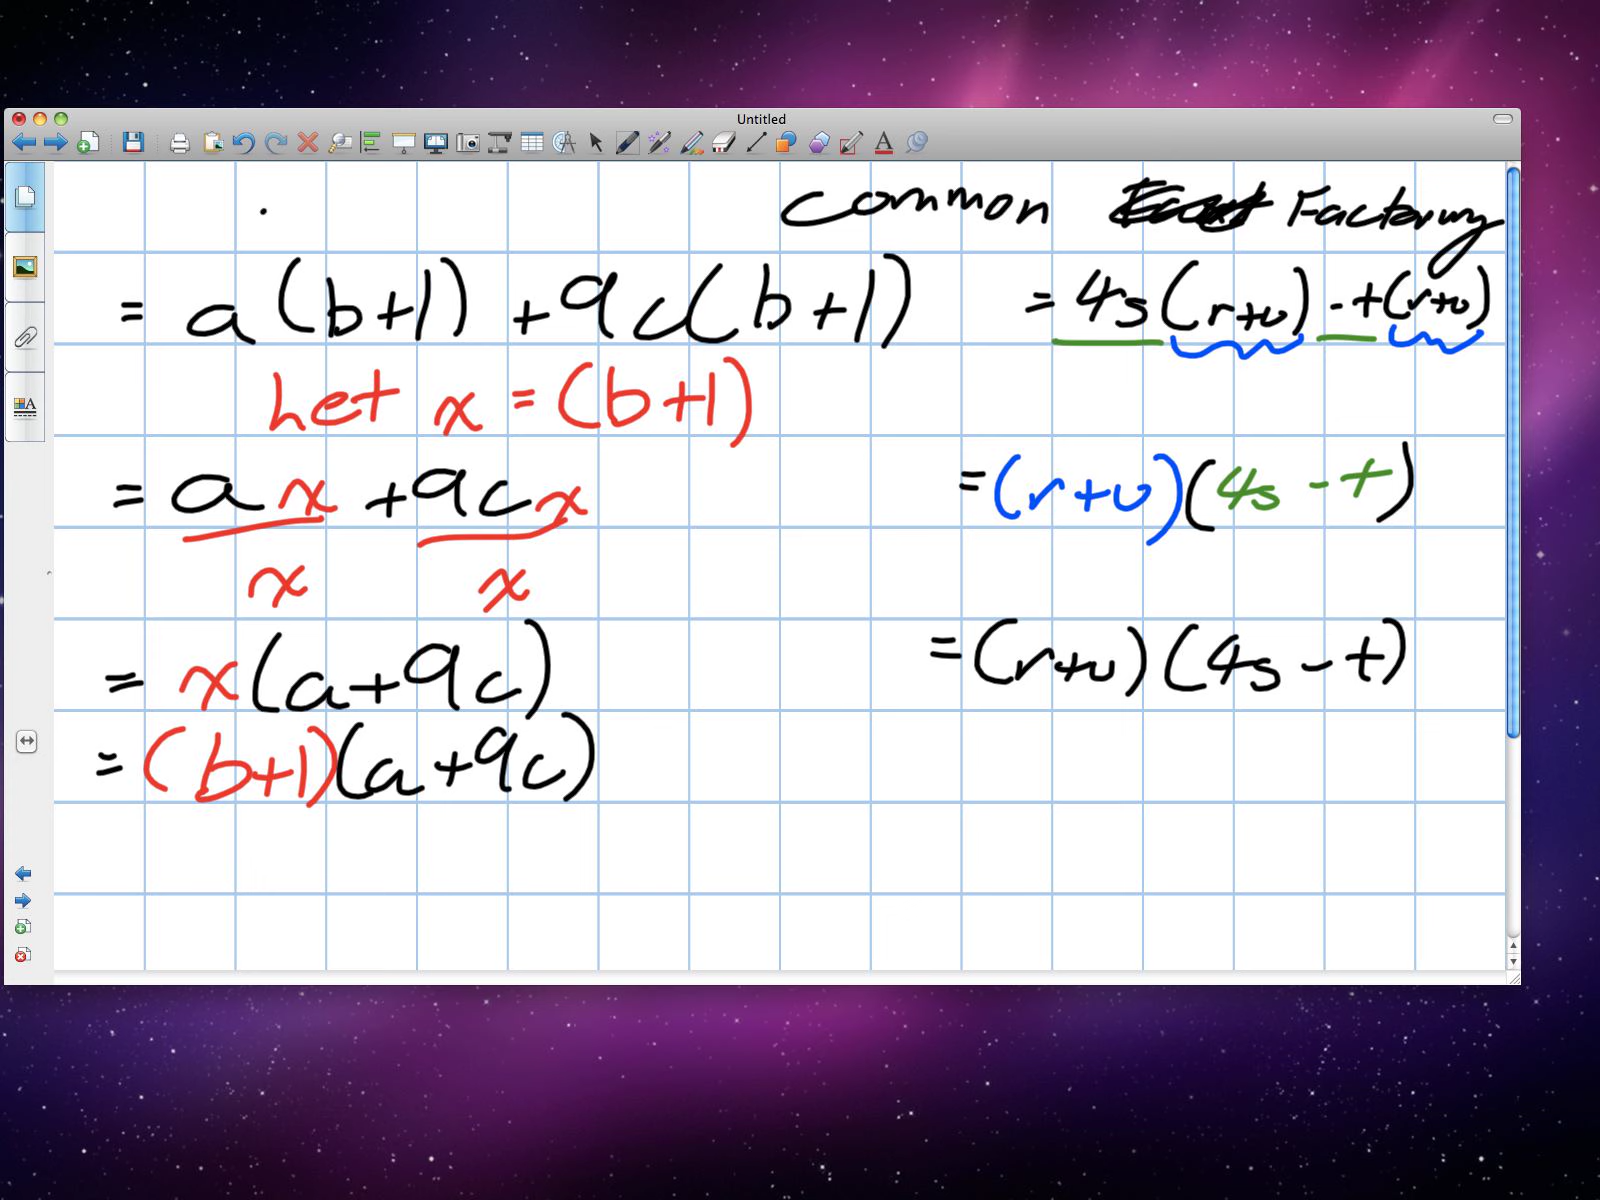 Untitled
Common Factoring
= a(b+1) + 9c(b+1)
Let x = (b+1)
= ax + 9cx
x x
= x(a+9c)
= (b+1)(a+9c)
= 4s(r+u) - t(r+u)
= (r+u)(4s - t)
= (r+u)(4s - t)